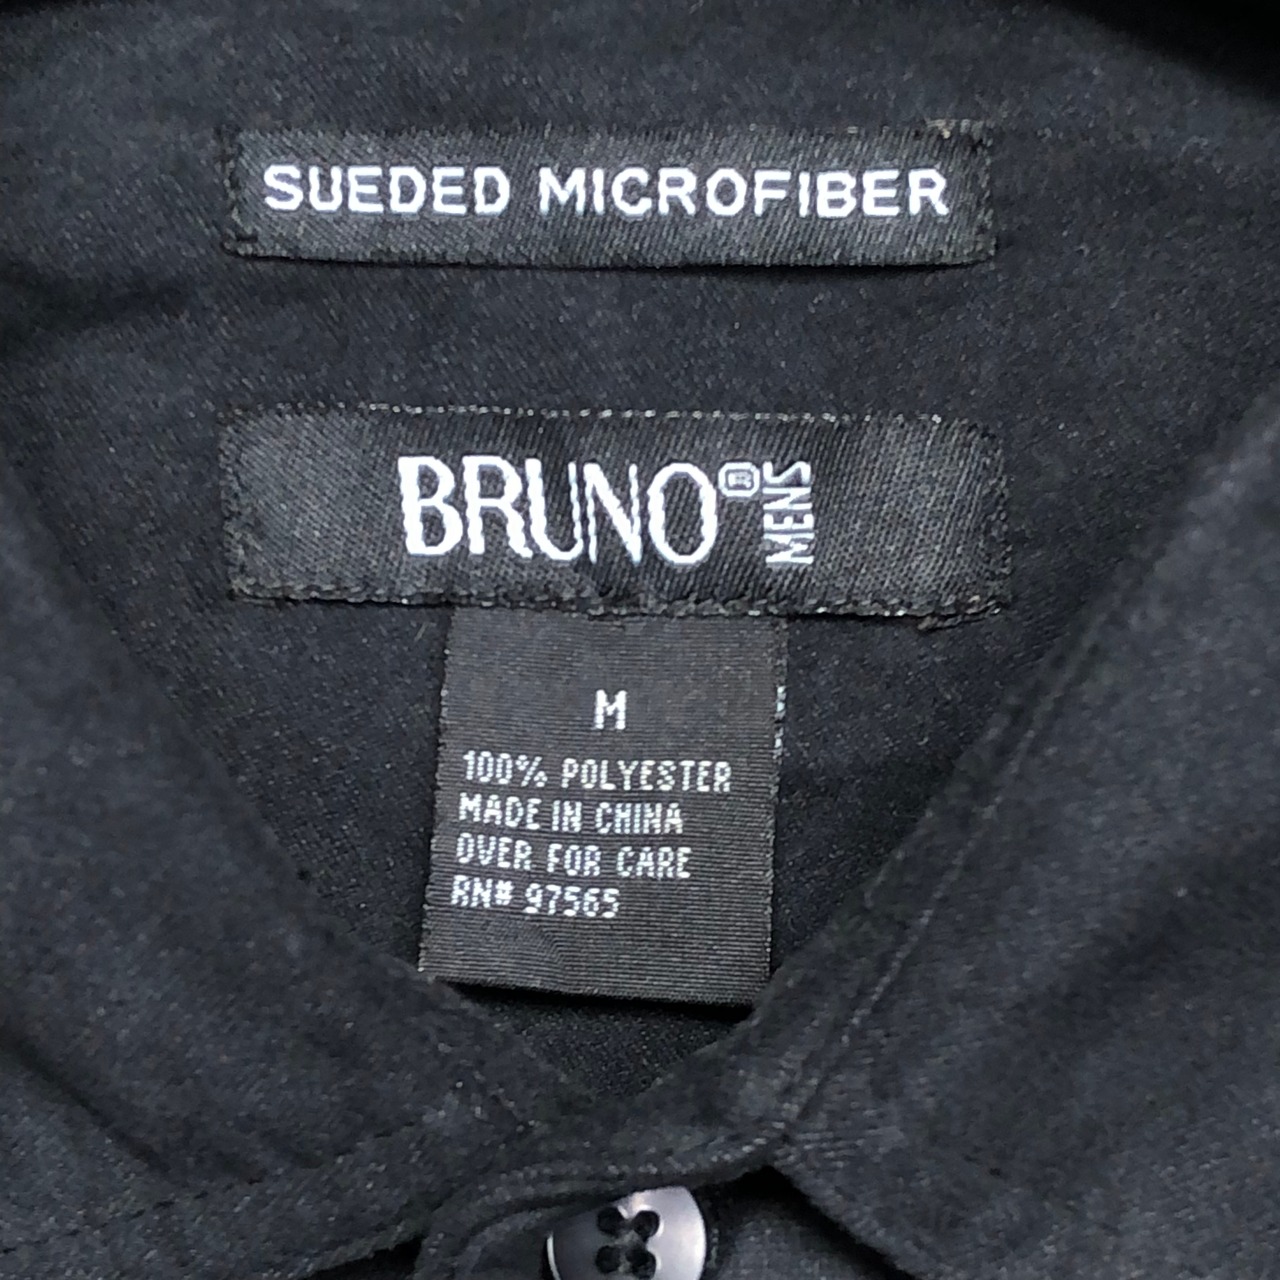 SUEDED MICROFIBER
BRUNO® MENS
M
100% POLYESTER
MADE IN CHINA
OVER FOR CARE
RN# 97565